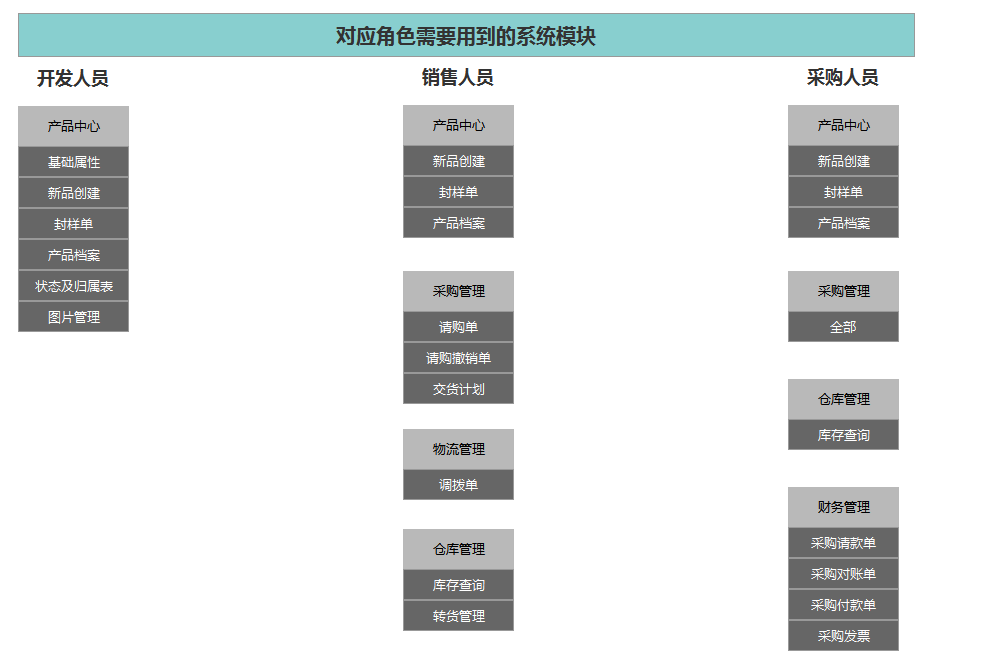 对应角色需要用到的系统模块
开发人员
产品中心
基础属性
新品创建
封样单
产品档案
状态及归属表
图片管理
销售人员
产品中心
新品创建
封样单
产品档案
采购管理
请购单
请购撤销单
交货计划
物流管理
调拨单
仓库管理
库存查询
转货管理
采购人员
产品中心
新品创建
封样单
产品档案
采购管理
全部
仓库管理
库存查询
财务管理
采购请款单
采购对账单
采购付款单
采购发票